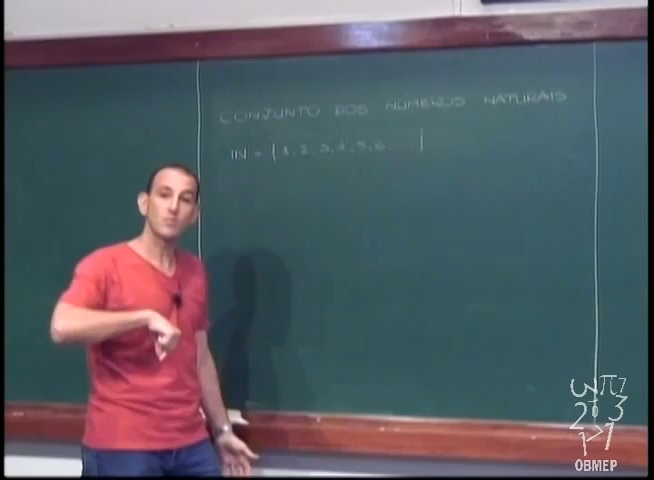 CONJUNTO DOS NÚMEROS NATURAIS
IN = { 1, 2, 3, 4, 5, 6, ... }
OBMEP